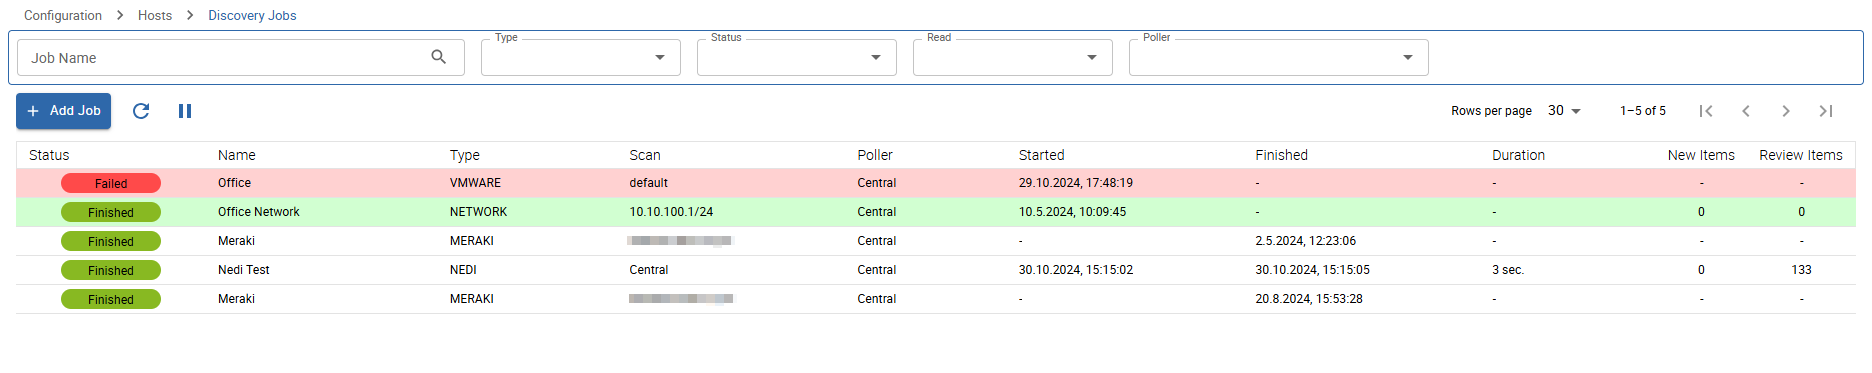 Configuration Hosts Discovery Jobs
Type Status Read Poller
Job Name
+ Add Job Rows per page 30 1–5 of 5
Status Name Type Scan Poller Started Finished Duration New Items Review Items
Failed Office VMWARE default Central 29.10.2024, 17:48:19 - - - -
Finished Office Network NETWORK 10.10.100.1/24 Central 10.5.2024, 10:09:45 - - 0 0
Finished Meraki MERAKI Central - 2.5.2024, 12:23:06 - - -
Finished Nedi Test NEDI Central Central 30.10.2024, 15:15:02 30.10.2024, 15:15:05 3 sec. 0 133
Finished Meraki MERAKI Central - 20.8.2024, 15:53:28 - - -